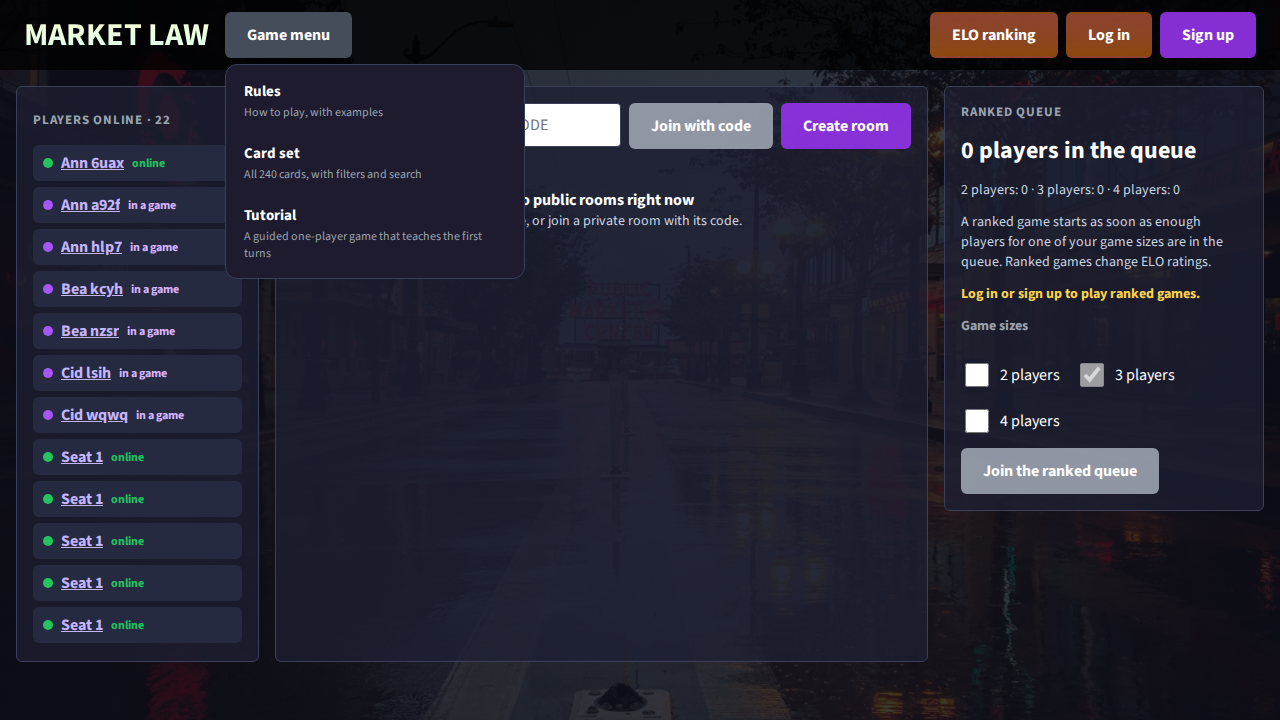 MARKET LAW
Game menu
ELO ranking
Log in
Sign up
Rules
How to play, with examples
Card set
All 240 cards, with filters and search
Tutorial
A guided one-player game that teaches the first
turns
PLAYERS ONLINE · 22
Ann 6uax online
Ann a92f in a game
Ann hlp7 in a game
Bea kcyh in a game
Bea nzsr in a game
Cid lsih in a game
Cid wqwq in a game
Seat 1 online
Seat 1 online
Seat 1 online
Seat 1 online
Seat 1 online
Join with code
Create room
public rooms right now
, or join a private room with its code.
RANKED QUEUE
0 players in the queue
2 players: 0 · 3 players: 0 · 4 players: 0
A ranked game starts as soon as enough
players for one of your game sizes are in the
queue. Ranked games change ELO ratings.
Log in or sign up to play ranked games.
Game sizes
2 players
3 players
4 players
Join the ranked queue